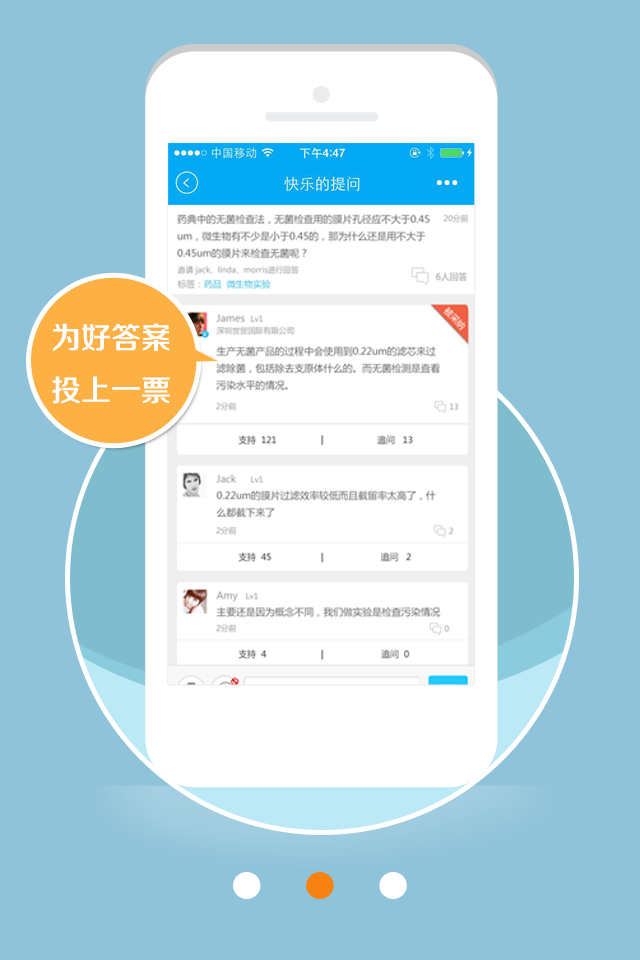 中国移动 下午4:47
快乐的提问
药典中的无菌检查法，无菌检查用的膜片孔径应不大于0.45 20分前
um，微生物有不少是小于0.45的，那为什么还是用不大于
0.45um的膜片来检查无菌呢？
邀请 jack、linda、morris进行回答
标签：药品 微生物实验 6人回答
James Lv1 被采纳
深圳世贸国际有限公司
为好答案
投上一票
生产无菌产品的过程中会使用到0.22um的滤芯来过
滤除菌，包括除去支原体什么的。而无菌检测是查看
污染水平的情况。
2分前 13
支持 121 | 追问 13
Jack Lv1
0.22um的膜片过滤效率较低而且截留率太高了，什
么都截下来了
2分前 2
支持 45 | 追问 2
Amy Lv1
主要还是因为概念不同，我们做实验是检查污染情况
2分前 0
支持 4 | 追问 0